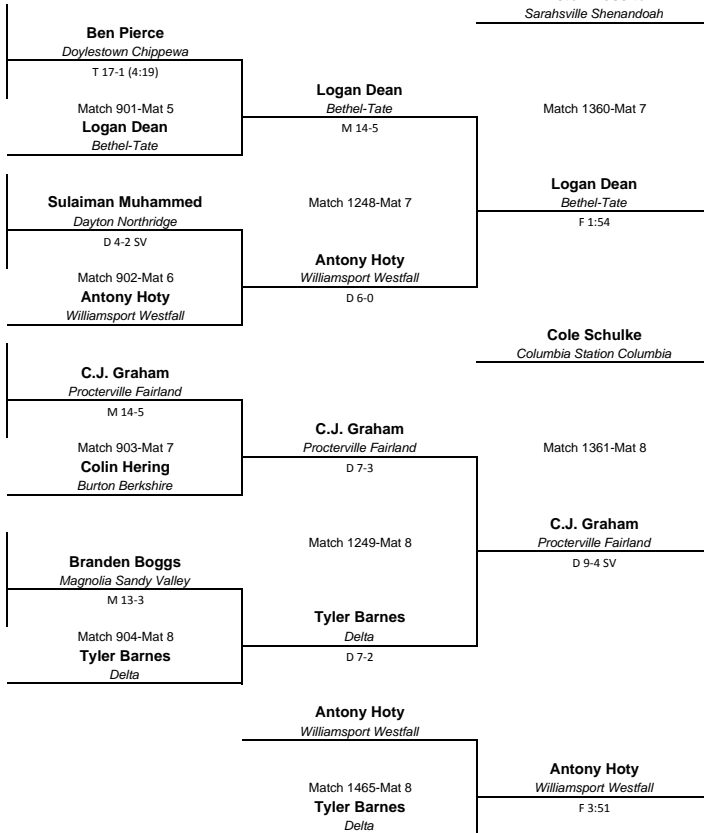 Sarahsville Shenandoah
Ben Pierce
Doylestown Chippewa
T 17-1 (4:19)
Match 901-Mat 5
Logan Dean
Bethel-Tate
Logan Dean
Bethel-Tate
M 14-5
Match 1360-Mat 7
Sulaiman Muhammed
Dayton Northridge
D 4-2 SV
Match 902-Mat 6
Antony Hoty
Williamsport Westfall
Match 1248-Mat 7
Antony Hoty
Williamsport Westfall
D 6-0
Logan Dean
Bethel-Tate
F 1:54
Cole Schulke
Columbia Station Columbia
C.J. Graham
Procterville Fairland
M 14-5
Match 903-Mat 7
Colin Hering
Burton Berkshire
C.J. Graham
Procterville Fairland
D 7-3
Match 1361-Mat 8
Branden Boggs
Magnolia Sandy Valley
M 13-3
Match 904-Mat 8
Tyler Barnes
Delta
Match 1249-Mat 8
Tyler Barnes
Delta
D 7-2
C.J. Graham
Procterville Fairland
D 9-4 SV
Antony Hoty
Williamsport Westfall
Match 1465-Mat 8
Tyler Barnes
Delta
Antony Hoty
Williamsport Westfall
F 3:51